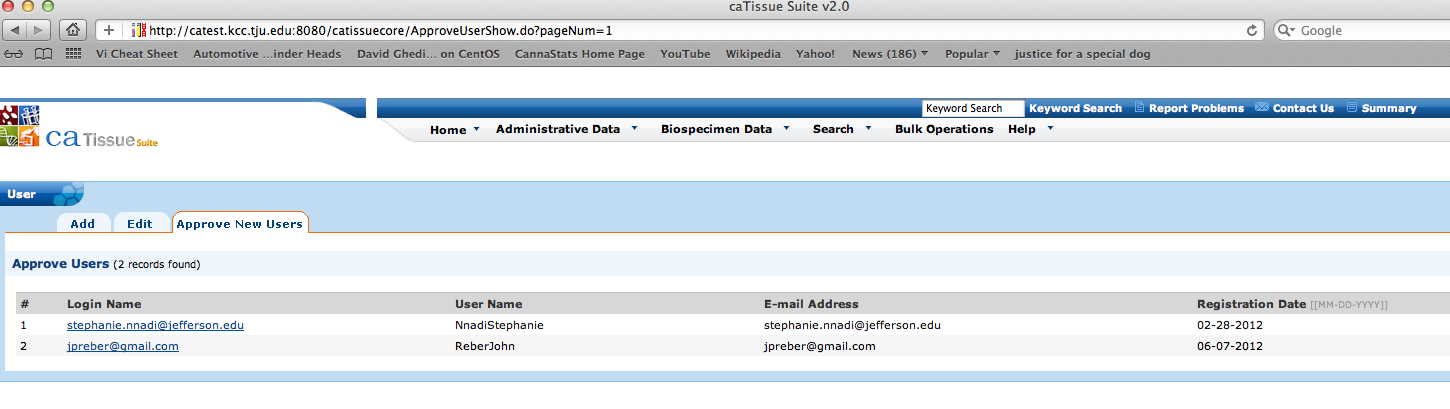 caTissue Suite v2.0
http://catest.kcc.tju.edu:8080/catissuecore/ApproveUserShow.do?pageNum=1
Google
Vi Cheat Sheet Automotive ...inder Heads David Ghedi... on CentOS CannaStats Home Page YouTube Wikipedia Yahoo! News (186) Popular justice for a special dog
Keyword Search Keyword Search Report Problems Contact Us Summary
Home Administrative Data Biospecimen Data Search Bulk Operations Help
ca Tissue Suite
User
Add Edit Approve New Users
Approve Users (2 records found)
# Login Name User Name E-mail Address Registration Date [[MM-DD-YYYY]]
1 stephanie.nnadi@jefferson.edu NnadiStephanie stephanie.nnadi@jefferson.edu 02-28-2012
2 jpreber@gmail.com ReberJohn jpreber@gmail.com 06-07-2012